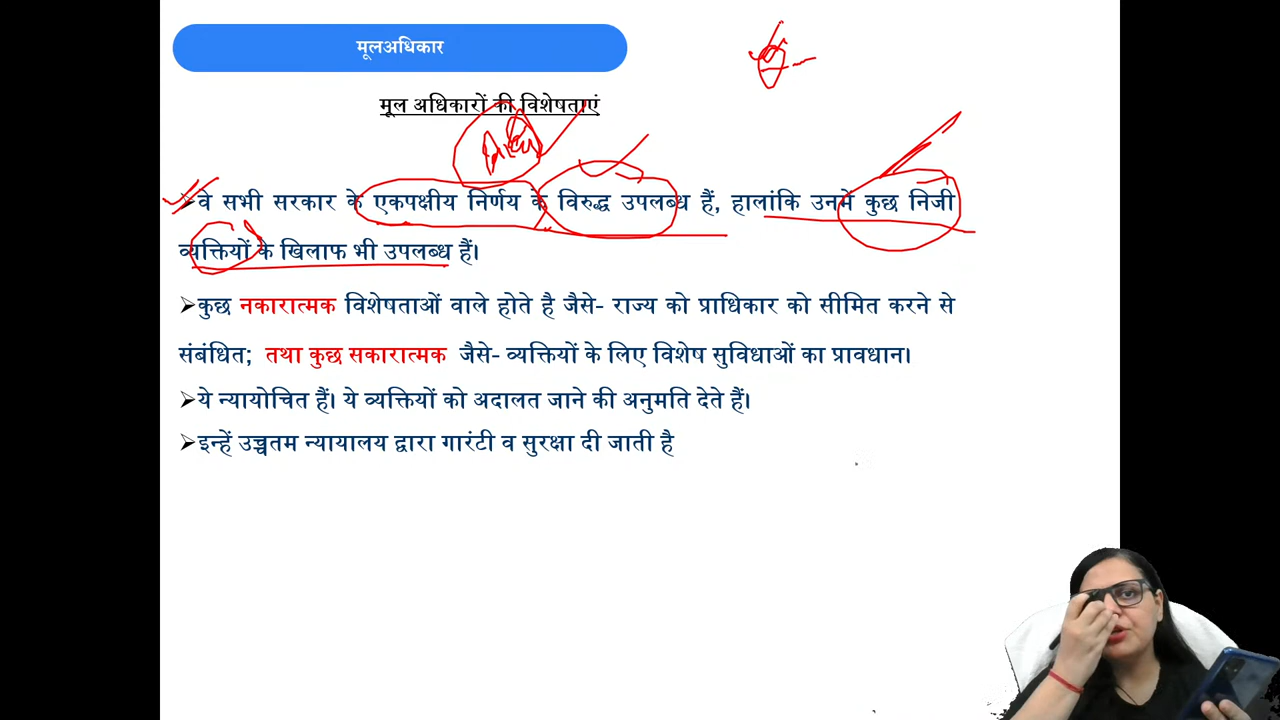 मूलअधिकार
मूल अधिकारों की विशेषताएं
➢वे सभी सरकार के एकपक्षीय निर्णय के विरुद्ध उपलब्ध हैं, हालांकि उनमें कुछ निजी
व्यक्तियों के खिलाफ भी उपलब्ध हैं।
➢कुछ नकारात्मक विशेषताओं वाले होते है जैसे- राज्य को प्राधिकार को सीमित करने से
संबंधित; तथा कुछ सकारात्मक जैसे- व्यक्तियों के लिए विशेष सुविधाओं का प्रावधान।
➢ये न्यायोचित हैं। ये व्यक्तियों को अदालत जाने की अनुमति देते हैं।
➢इन्हें उच्चतम न्यायालय द्वारा गारंटी व सुरक्षा दी जाती है